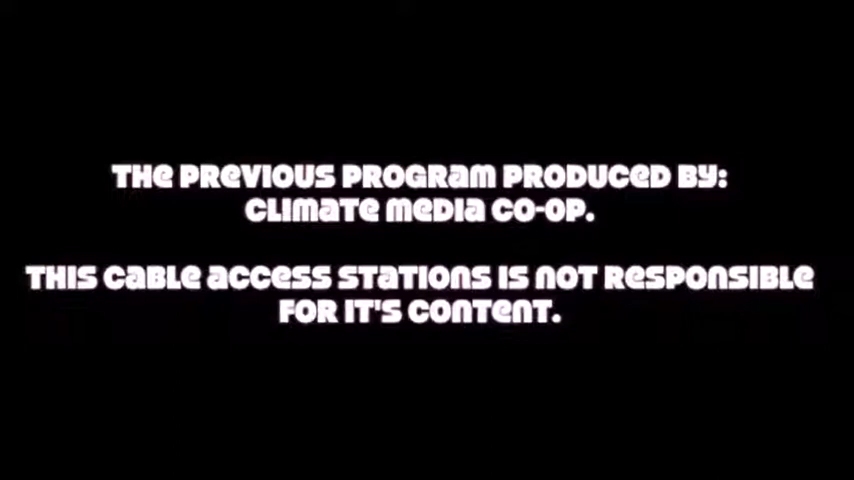 THE PREVIOUS PROGRAM PRODUCED BY:
CLIMATE MEDIA CO-OP.
THIS CABLE ACCESS STATIONS IS NOT RESPONSIBLE
FOR IT'S CONTENT.